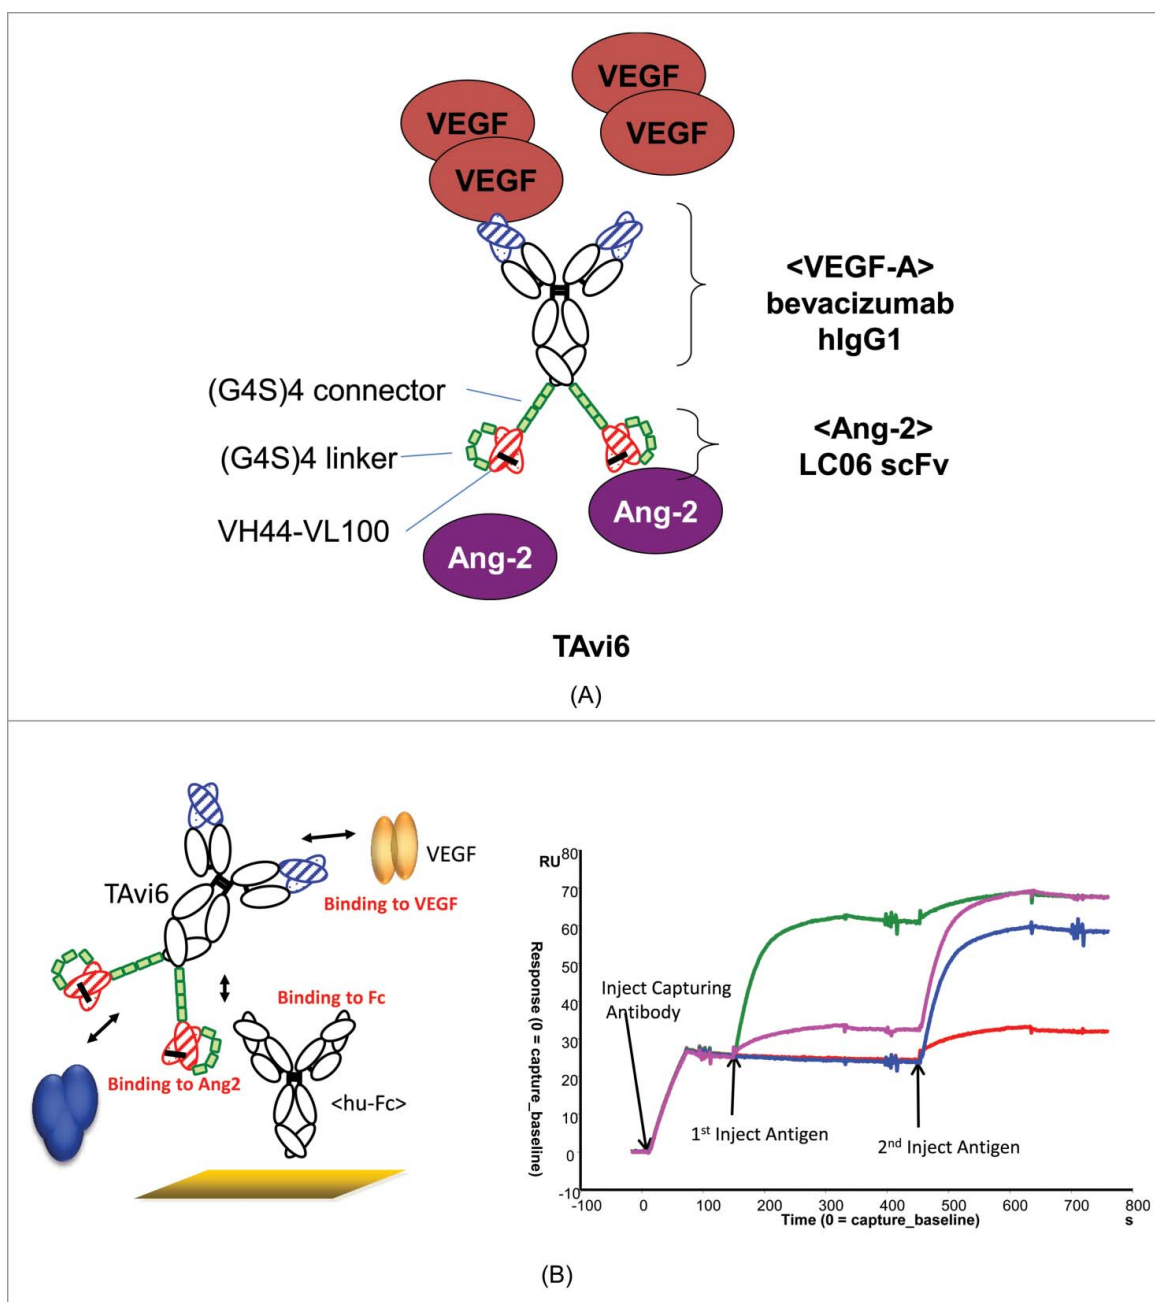 VEGF
VEGF
VEGF
VEGF
<VEGF-A>
bevacizumab
hIgG1
(G4S)4 connector
(G4S)4 linker
VH44-VL100
<Ang-2>
LC06 scFv
Ang-2
Ang-2
TAvi6
(A)
TAvi6
VEGF
Binding to VEGF
Binding to Fc
Binding to Ang2
<hu-Fc>
RU
80
70
60
50
40
30
20
10
0
-10
Response (0 = capture_baseline)
Inject Capturing
Antibody
1st Inject Antigen
2nd Inject Antigen
-100 0 100 200 300 400 500 600 700 800
Time (0 = capture_baseline) s
(B)